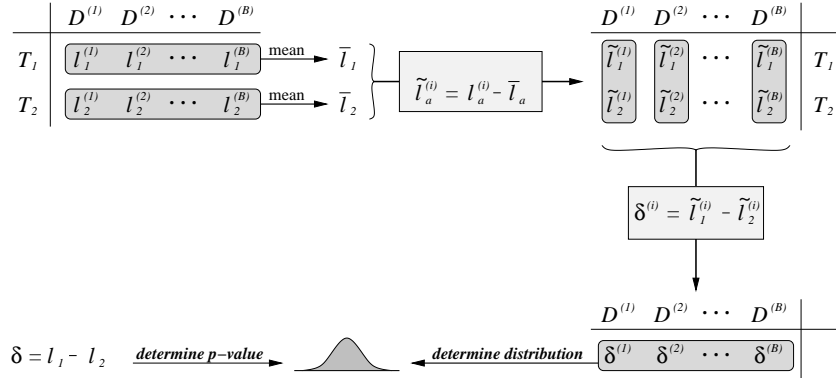 D^(1) D^(2) ··· D^(B)
T_1 l_1^(1) l_1^(2) ··· l_1^(B) mean l̅_1
T_2 l_2^(1) l_2^(2) ··· l_2^(B) mean l̅_2
l̃_a^(i) = l_a^(i) - l̅_a
D^(1) D^(2) ··· D^(B)
l̃_1^(1) l̃_1^(2) ··· l̃_1^(B) T_1
l̃_2^(1) l̃_2^(2) ··· l̃_2^(B) T_2
δ^(i) = l̃_1^(i) - l̃_2^(i)
D^(1) D^(2) ··· D^(B)
δ^(1) δ^(2) ··· δ^(B)
determine distribution
determine p-value
δ = l_1 - l_2